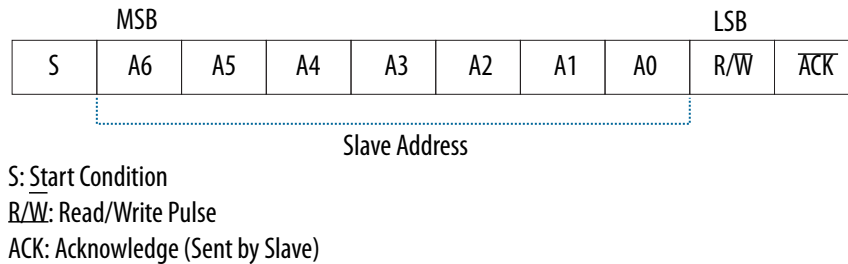 MSB LSB
S A6 A5 A4 A3 A2 A1 A0 R/W̅ A̅C̅K̅
Slave Address
S: Start Condition
R/W: Read/Write Pulse
ACK: Acknowledge (Sent by Slave)